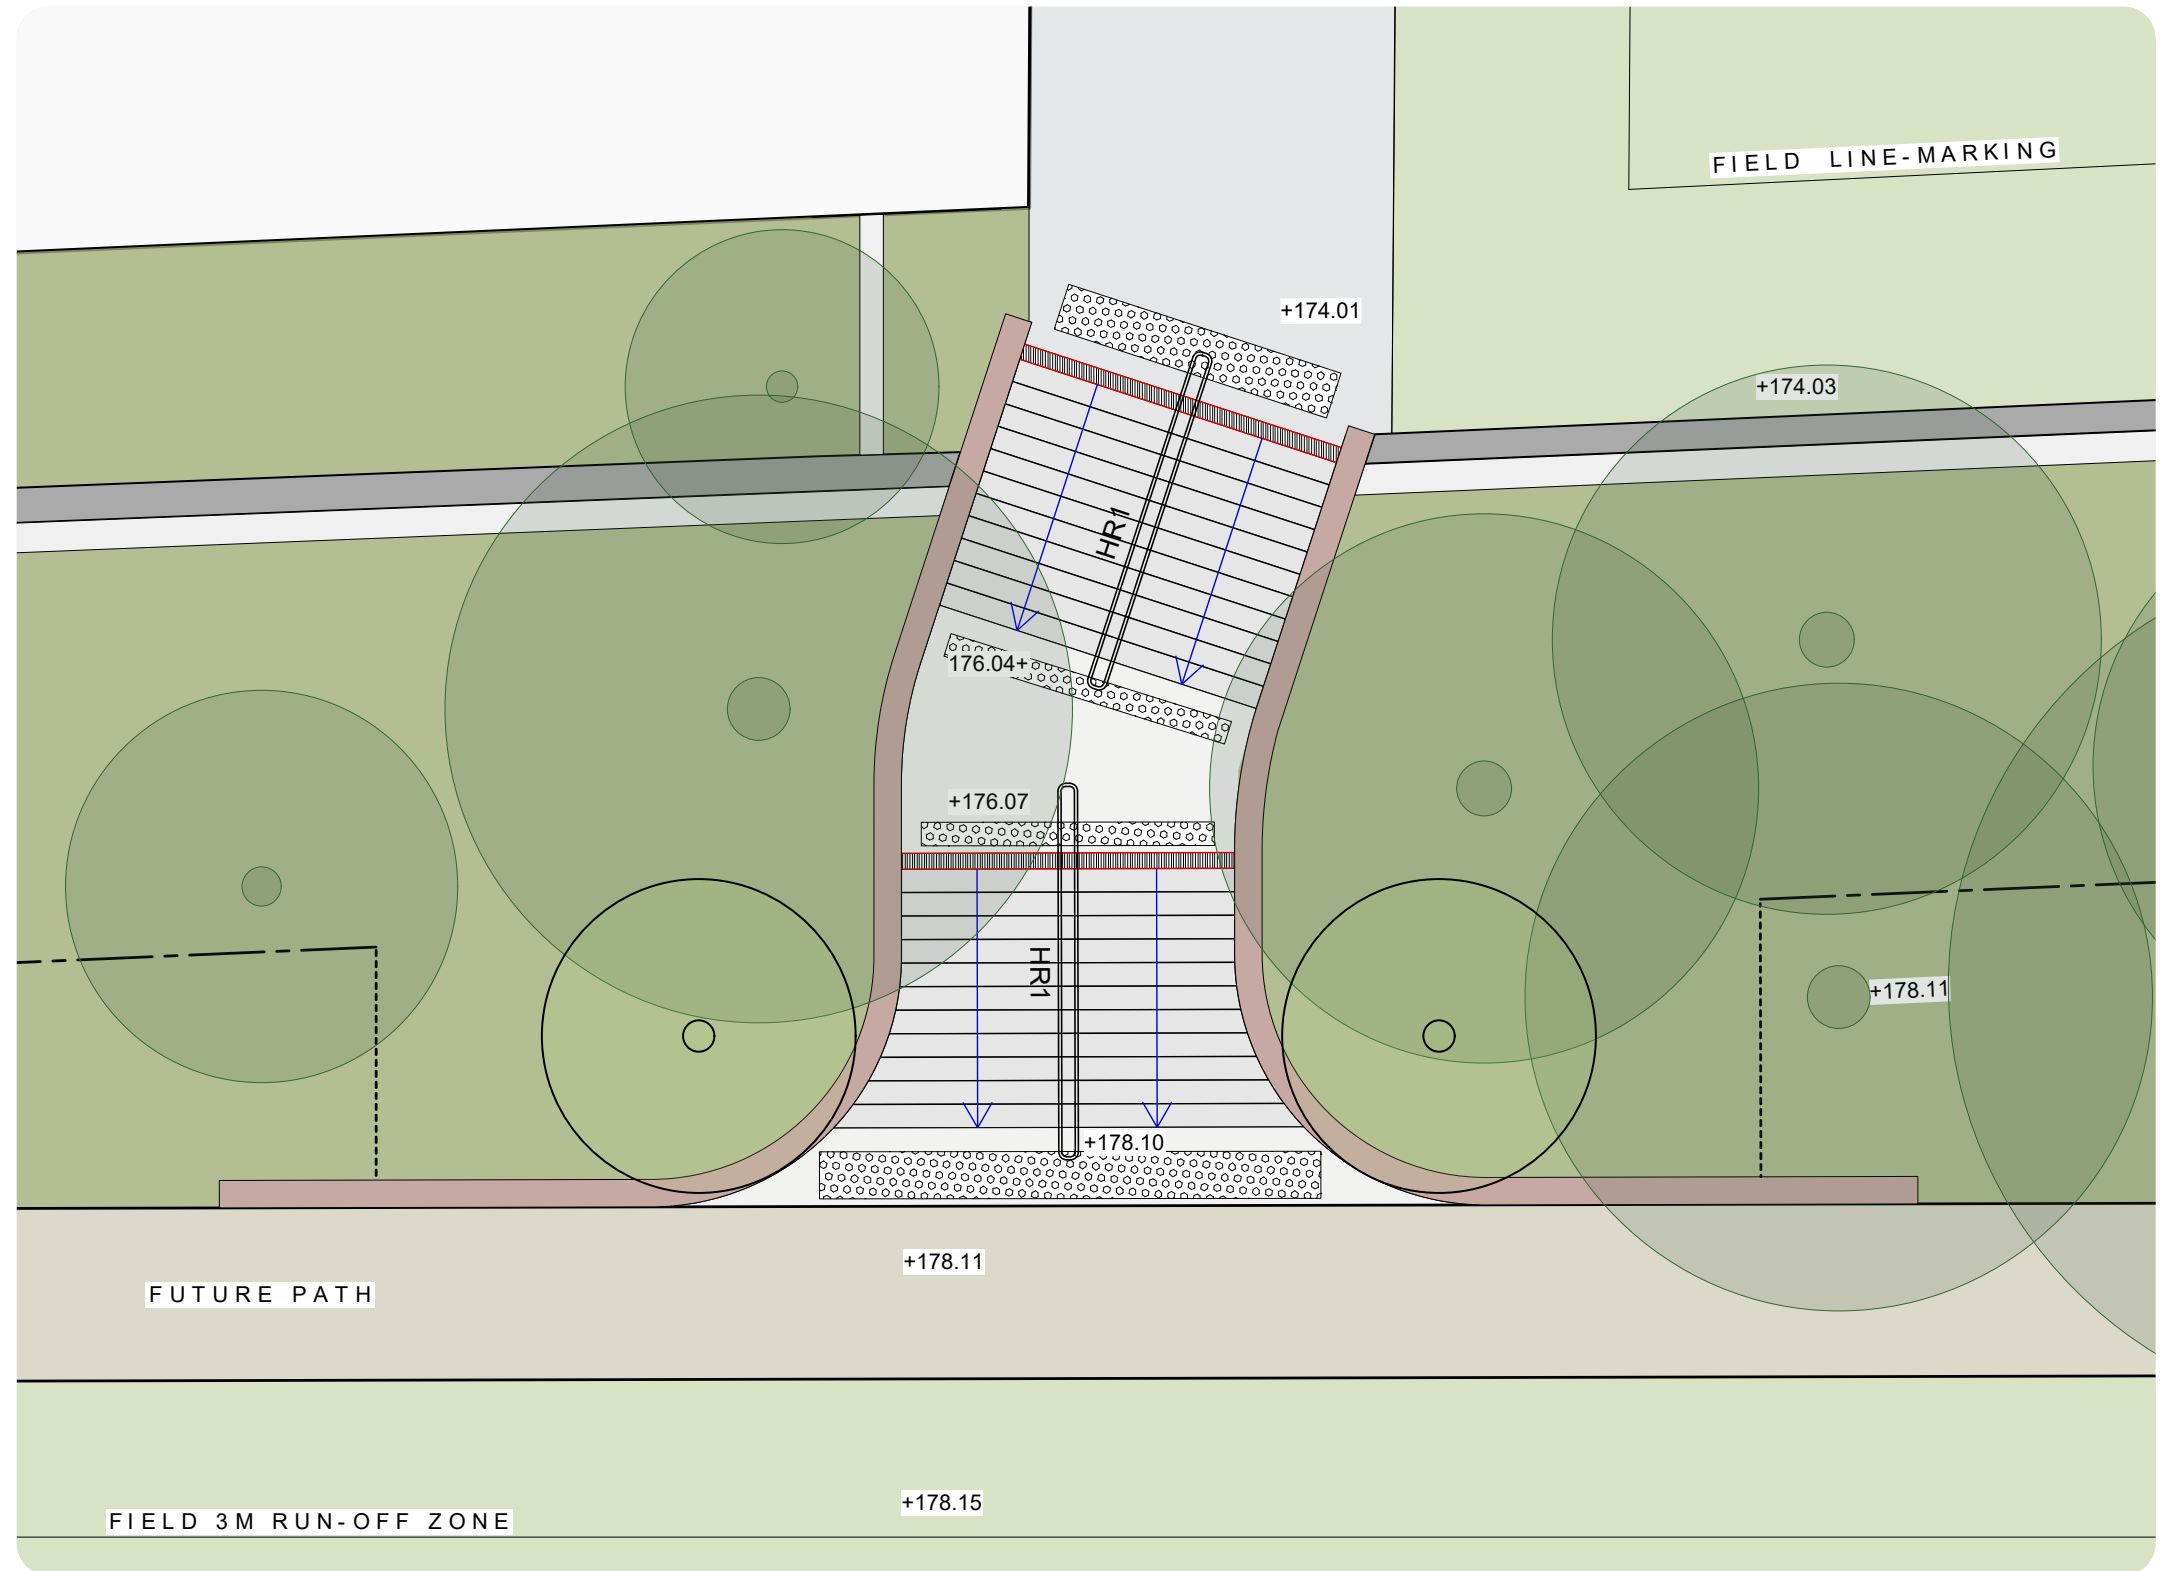 FIELD LINE-MARKING
+174.01
+174.03
HR1
176.04+
+176.07
HR1
+178.11
+178.10
+178.11
FUTURE PATH
+178.15
FIELD 3M RUN-OFF ZONE